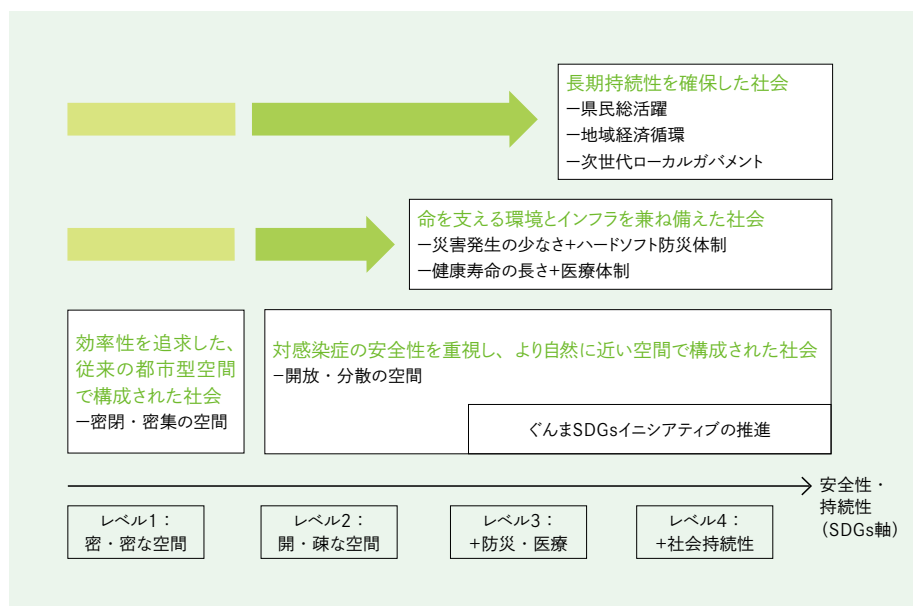 長期持続性を確保した社会
ー県民総活躍
ー地域経済循環
ー次世代ローカルガバメント
命を支える環境とインフラを兼ね備えた社会
ー災害発生の少なさ+ハードソフト防災体制
ー健康寿命の長さ+医療体制
効率性を追求した、
従来の都市型空間
で構成された社会
ー密閉・密集の空間
対感染症の安全性を重視し、より自然に近い空間で構成された社会
ー開放・分散の空間
ぐんまSDGsイニシアティブの推進
安全性・
持続性
（SDGs軸）
レベル1：
密・密な空間
レベル2：
開・疎な空間
レベル3：
+防災・医療
レベル4：
+社会持続性